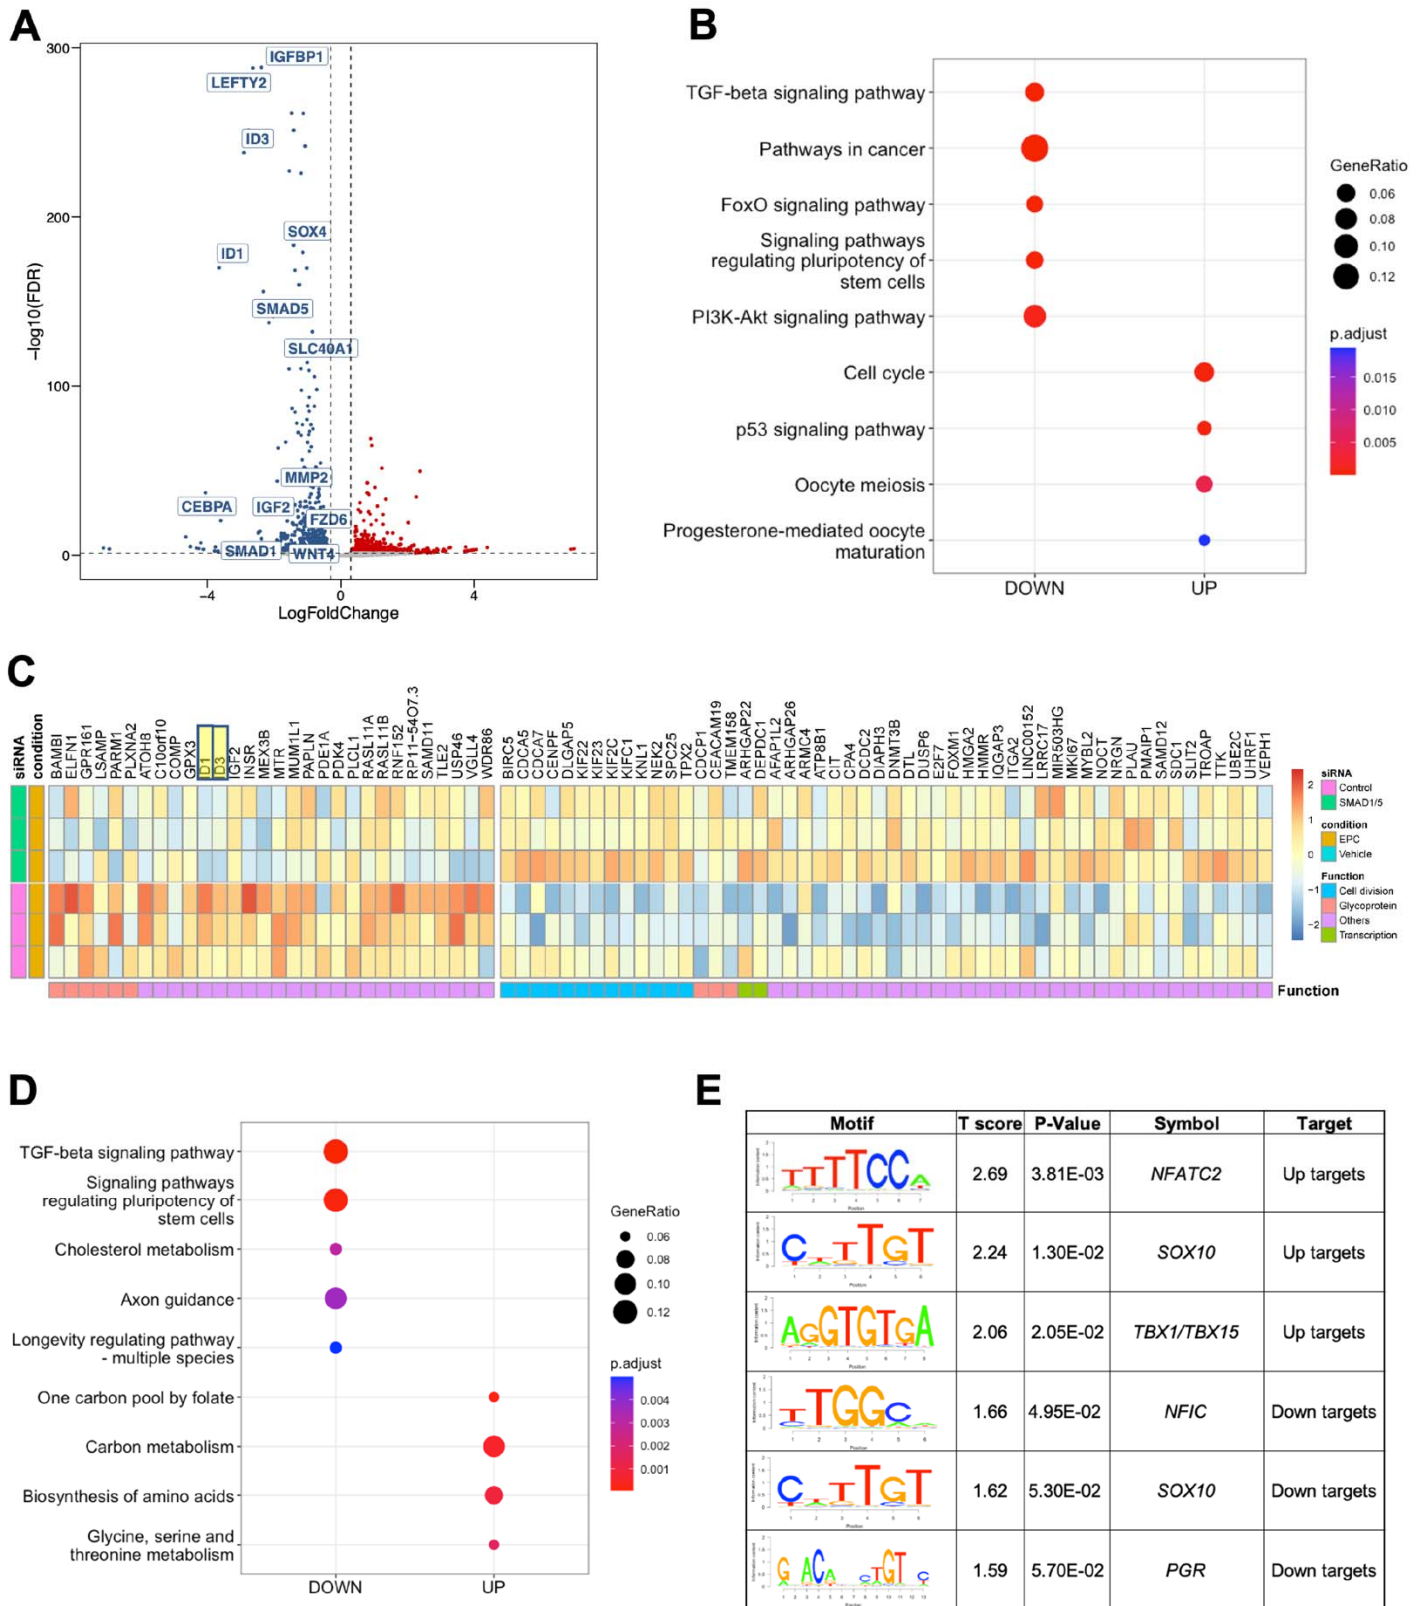 A
300
200
100
0
−log10(FDR)
IGFBP1
LEFTY2
ID3
SOX4
ID1
SMAD5
SLC40A1
MMP2
CEBPA
IGF2
FZD6
SMAD1
WNT4
−4
0
4
LogFoldChange
B
TGF-beta signaling pathway
Pathways in cancer
FoxO signaling pathway
Signaling pathways
regulating pluripotency of
stem cells
PI3K-Akt signaling pathway
Cell cycle
p53 signaling pathway
Oocyte meiosis
Progesterone-mediated oocyte
maturation
DOWN
UP
GeneRatio
0.06
0.08
0.10
0.12
p.adjust
0.015
0.010
0.005
C
siRNA
condition
BAMBI
ELFN1
GPR161
LSAMP
PARM1
PLXNA2
ATOH8
C10orf10
COMP
GPX3
ID1
ID3
IGF2
INSR
MEX3B
MTR
MUM1L1
PAPLN
PDE1A
PDK4
PLCL1
RASL11A
RASL11B
RNF152
RP11-54O7.3
SAMD11
TLE2
USP46
VGLL4
WDR86
BIRC5
CDCA5
CDCA7
CENPF
DLGAP5
KIF22
KIF23
KIF2C
KIFC1
KNL1
NEK2
SPC25
TPX2
CDCP1
CEACAM19
TMEM158
ARHGAP22
DEPDC1
AFAP1L2
ARHGAP26
ARMC4
ATP8B1
CIT
CPA4
DCDC2
DIAPH3
DNMT3B
DTL
DUSP6
E2F7
FOXM1
HMGA2
HMMR
IQGAP3
ITGA2
LINC00152
LRRC17
MIR503HG
MKI67
MYBL2
NOCT
NRGN
PLAU
PMAIP1
SAMD12
SDC1
SLIT2
TROAP
TTK
UBE2C
UHRF1
VEPH1
2
1
0
−1
−2
siRNA
Control
SMAD1/5
condition
EPC
Vehicle
Function
Cell division
Glycoprotein
Others
Transcription
Function
D
TGF-beta signaling pathway
Signaling pathways
regulating pluripotency of
stem cells
Cholesterol metabolism
Axon guidance
Longevity regulating pathway
- multiple species
One carbon pool by folate
Carbon metabolism
Biosynthesis of amino acids
Glycine, serine and
threonine metabolism
DOWN
UP
GeneRatio
0.06
0.08
0.10
0.12
p.adjust
0.004
0.003
0.002
0.001
E
Motif T score P-Value Symbol Target
2.69 3.81E-03 NFATC2 Up targets
2.24 1.30E-02 SOX10 Up targets
2.06 2.05E-02 TBX1/TBX15 Up targets
1.66 4.95E-02 NFIC Down targets
1.62 5.30E-02 SOX10 Down targets
1.59 5.70E-02 PGR Down targets